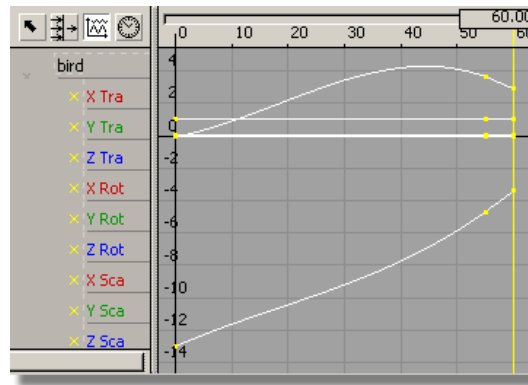 60.00
0 10 20 30 40 50 60
bird
X Tra
Y Tra
Z Tra
X Rot
Y Rot
Z Rot
X Sca
Y Sca
Z Sca
4
2
0
-2
-4
-6
-8
-10
-12
-14